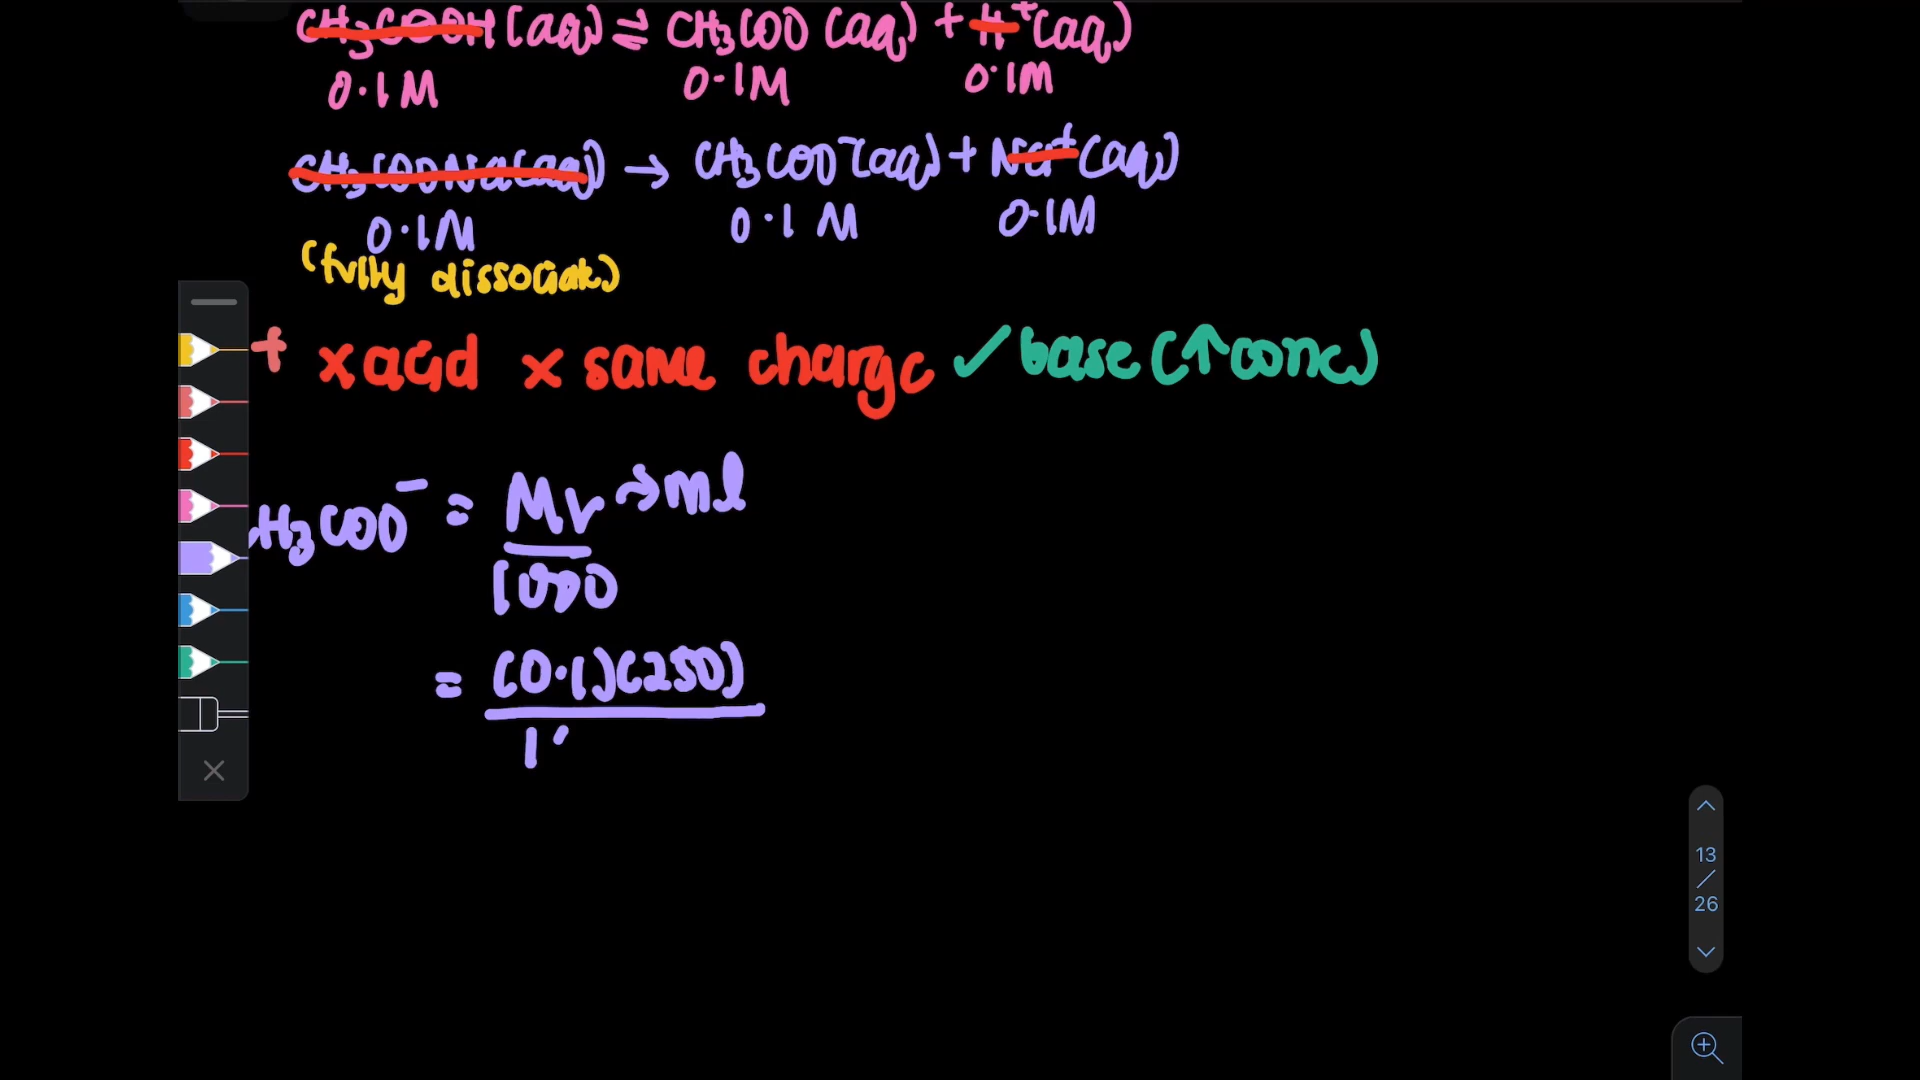 CH3COOH(aq) ⇌ CH3COO (aq) + H+(aq)
0.1M 0.1M 0.1M
CH3COONa(aq) → CH3COO-(aq) + Na+(aq)
0.1M 0.1 M 0.1M
(fully dissociate)
+ x acid x same charge ✓ base (↑conc)
H3COO- = Mv → ml
1000
= (0.1)(250)
1
13
/
26